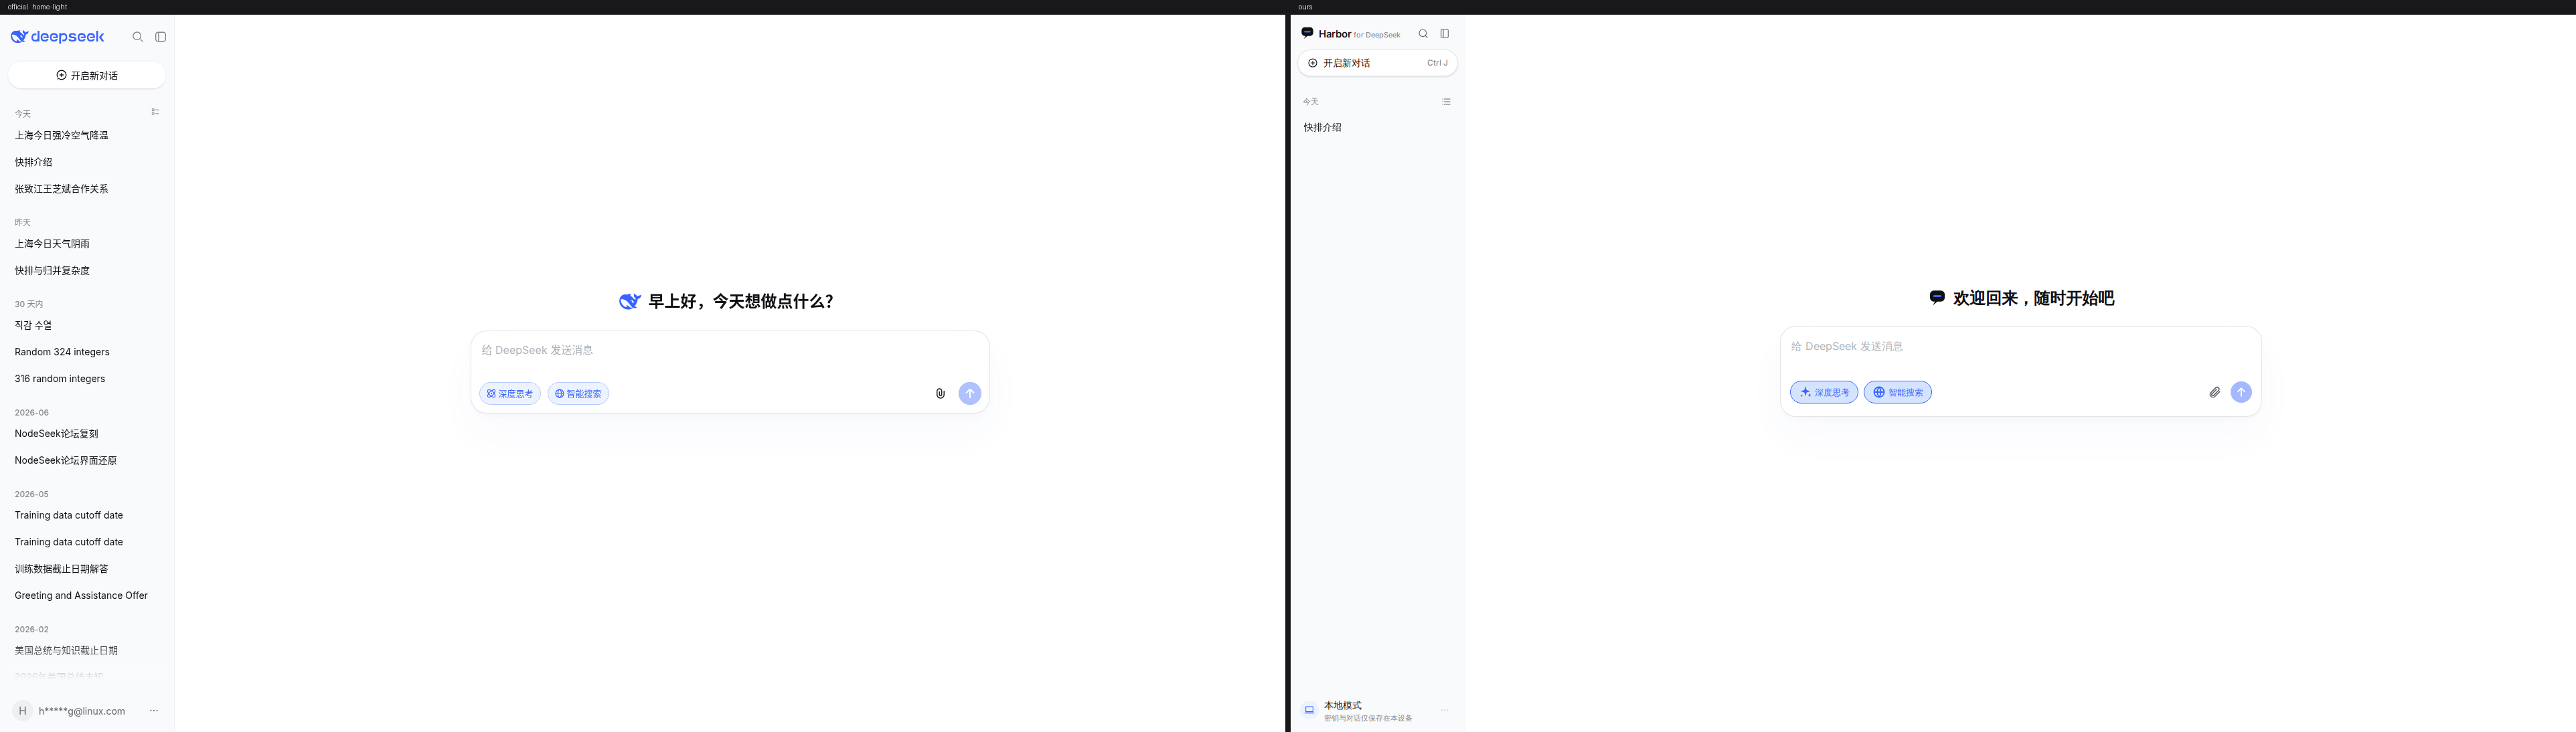 official home-light
deepseek
开启新对话
今天
上海今日强冷空气降温
快排介绍
张致江王芝斌合作关系
昨天
上海今日天气阴雨
快排与归并复杂度
30 天内
직감 수열
Random 324 integers
316 random integers
2026-06
NodeSeek论坛复刻
NodeSeek论坛界面还原
2026-05
Training data cutoff date
Training data cutoff date
训练数据截止日期解答
Greeting and Assistance Offer
2026-02
美国总统与知识截止日期
H h*****g@linux.com
早上好，今天想做点什么？
给 DeepSeek 发送消息
深度思考 智能搜索
ours
Harbor for DeepSeek
开启新对话 Ctrl J
今天
快排介绍
本地模式
密钥与对话仅保存在本设备
欢迎回来，随时开始吧
给 DeepSeek 发送消息
深度思考 智能搜索